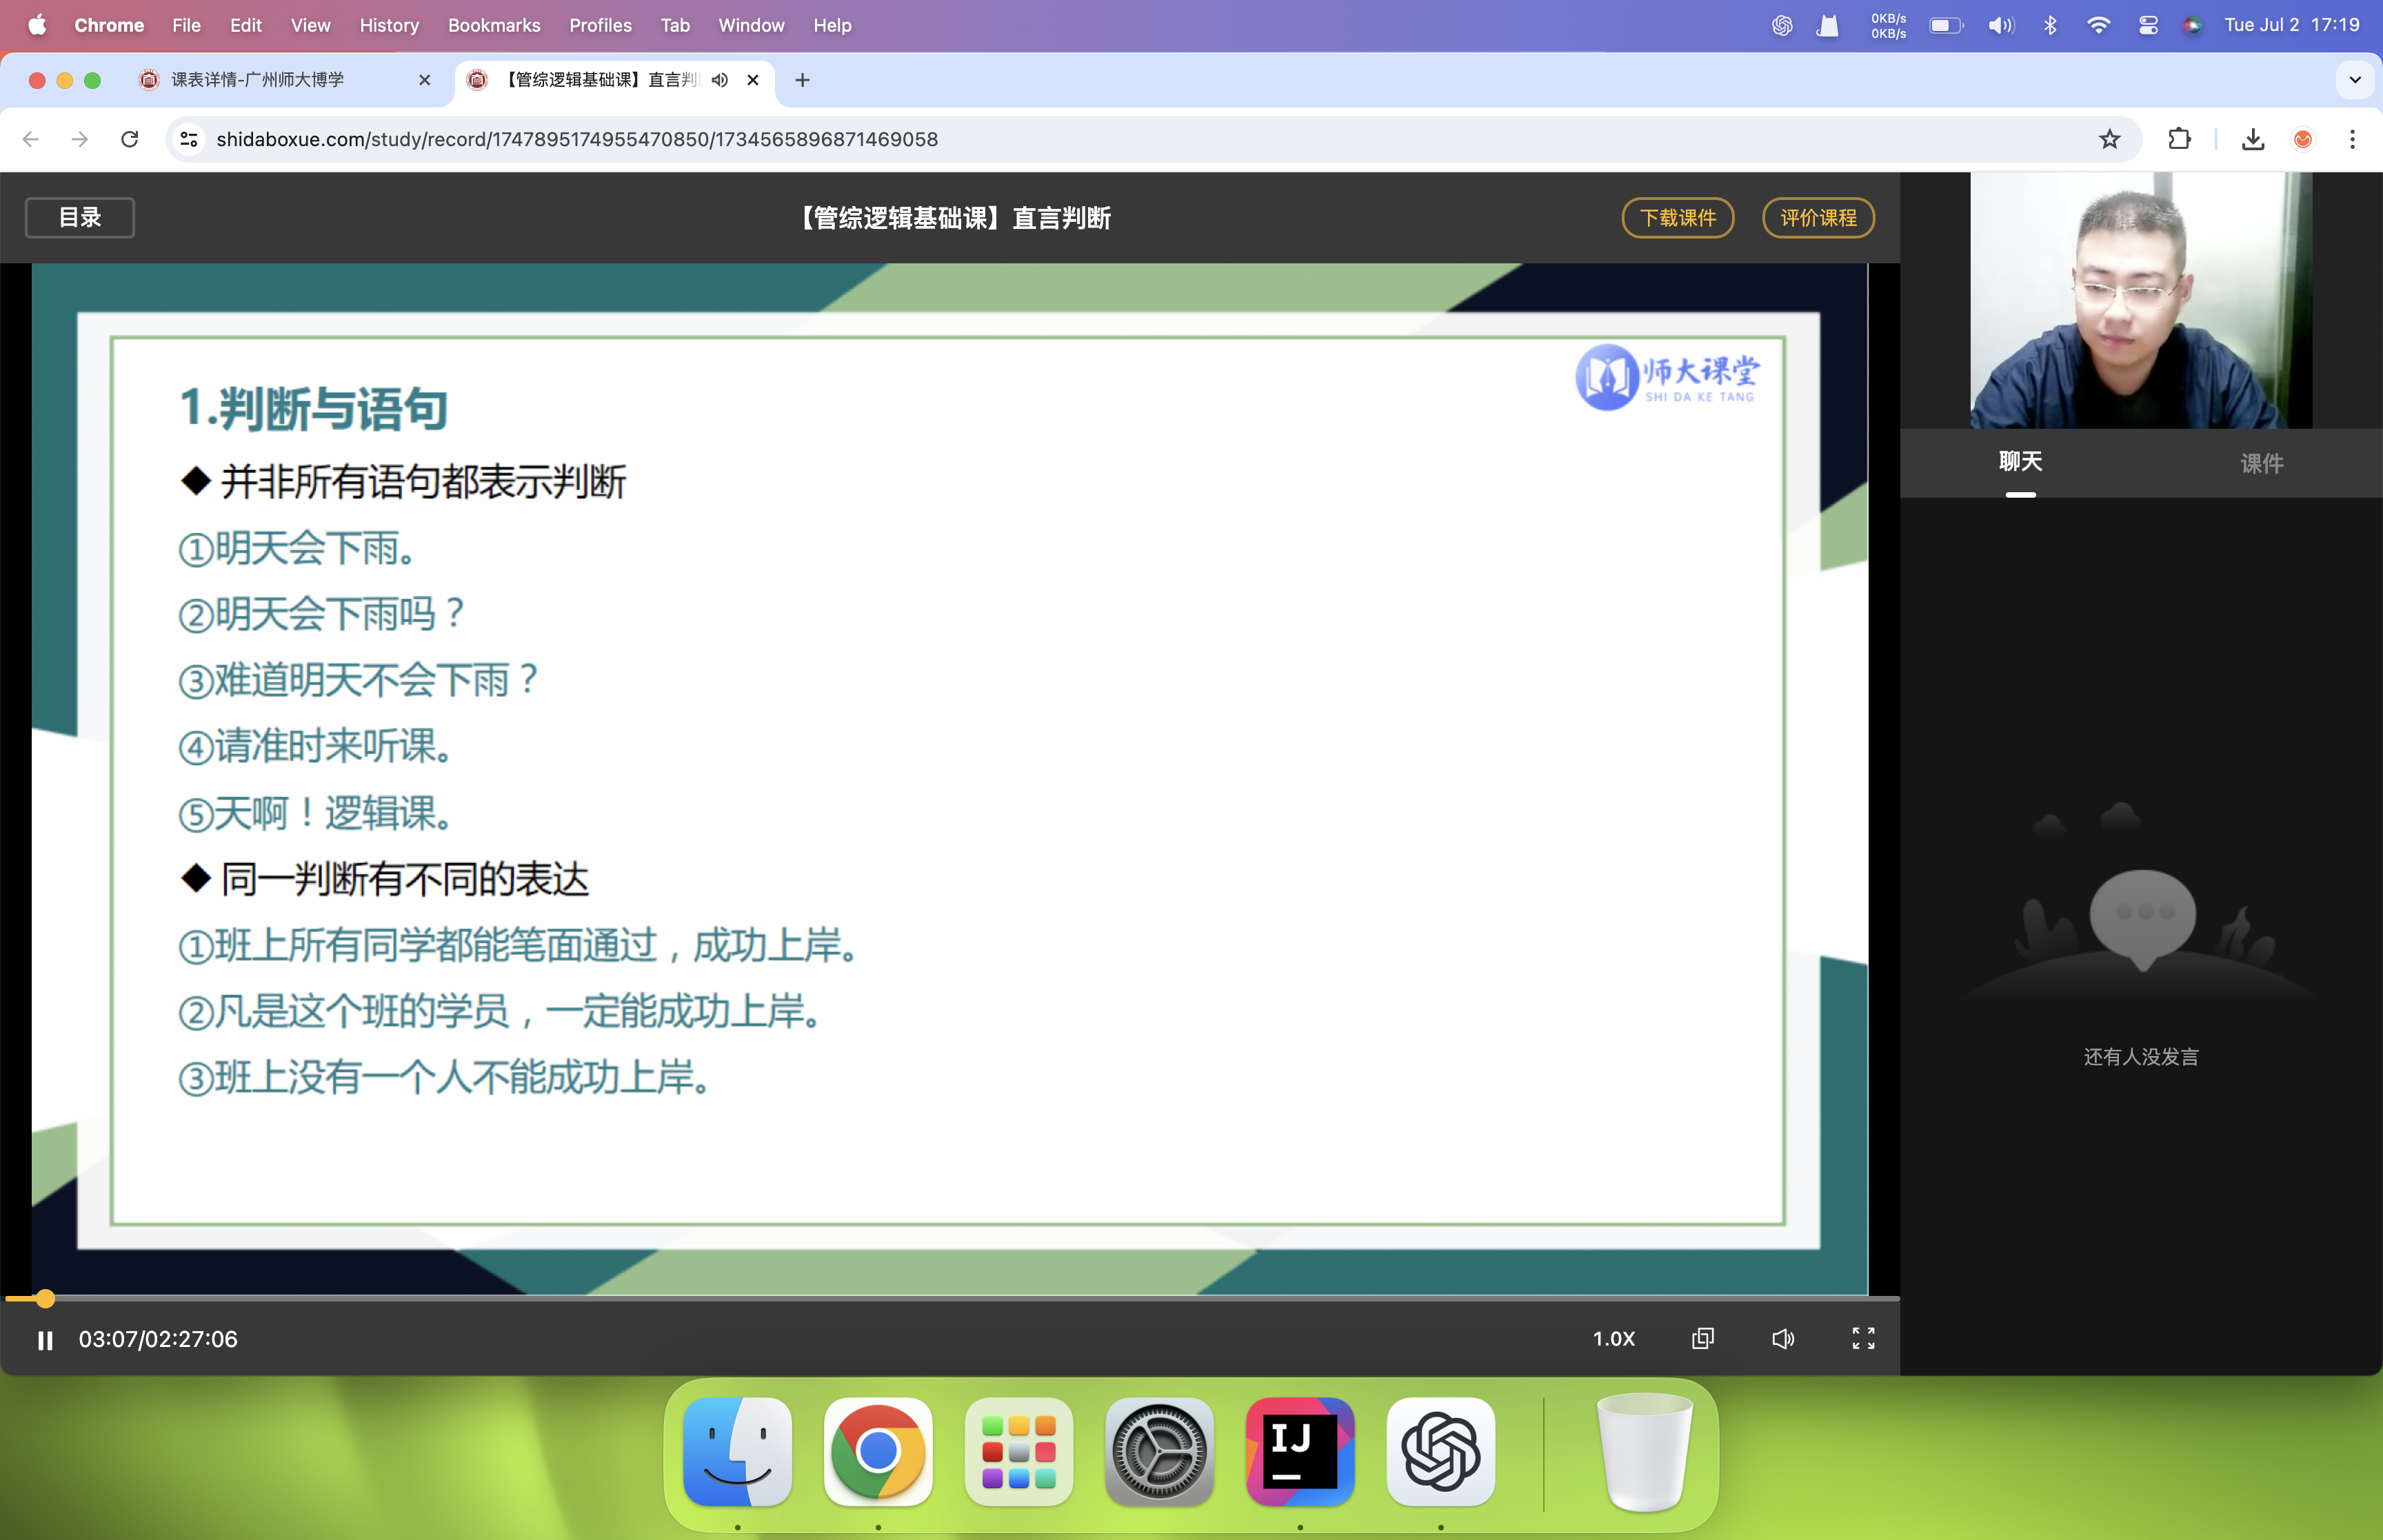 Chrome File Edit View History Bookmarks Profiles Tab Window Help
0KB/s
0KB/s
Tue Jul 2 17:19
课表详情-广州师大博学
【管综逻辑基础课】直言判
shidaboxue.com/study/record/1747895174955470850/1734565896871469058
目录
【管综逻辑基础课】直言判断
下载课件
评价课程
师大课堂
SHI DA KE TANG
1.判断与语句
◆ 并非所有语句都表示判断
①明天会下雨。
②明天会下雨吗？
③难道明天不会下雨？
④请准时来听课。
⑤天啊！逻辑课。
◆ 同一判断有不同的表达
①班上所有同学都能笔面通过，成功上岸。
②凡是这个班的学员，一定能成功上岸。
③班上没有一个人不能成功上岸。
聊天
课件
还有人没发言
03:07/02:27:06
1.0X
IJ